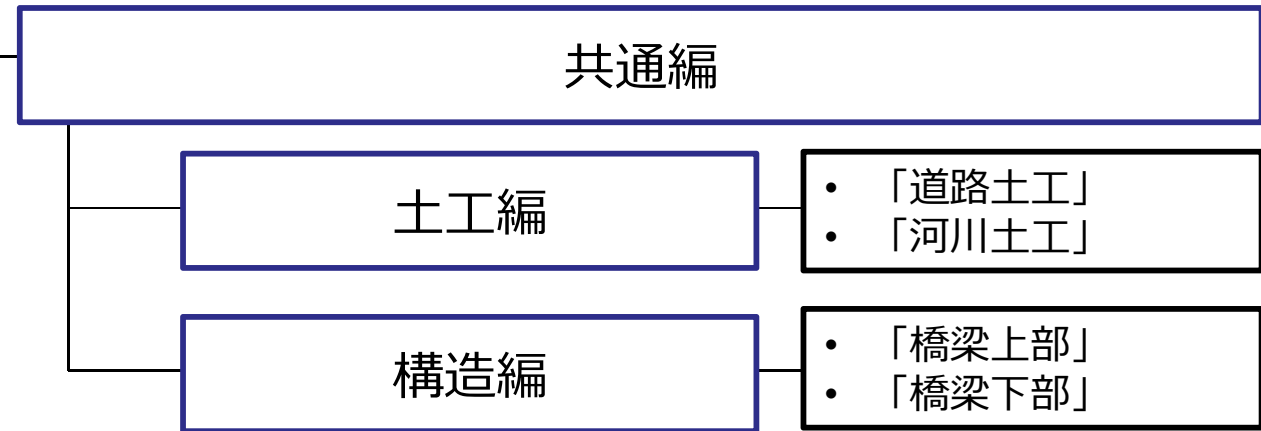 共通編
土工編
• 「道路土工」
• 「河川土工」
構造編
• 「橋梁上部」
• 「橋梁下部」